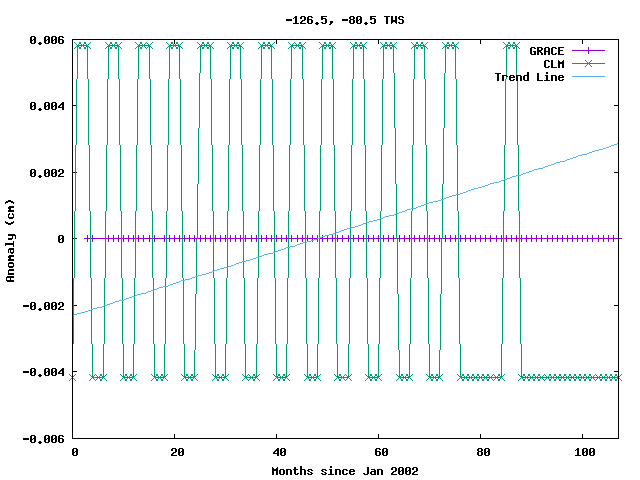 -126.5, -80.5 TWS
0.006
0.004
0.002
0
-0.002
-0.004
-0.006
Anomaly (cm)
GRACE
CLM
Trend Line
0 20 40 60 80 100
Months since Jan 2002